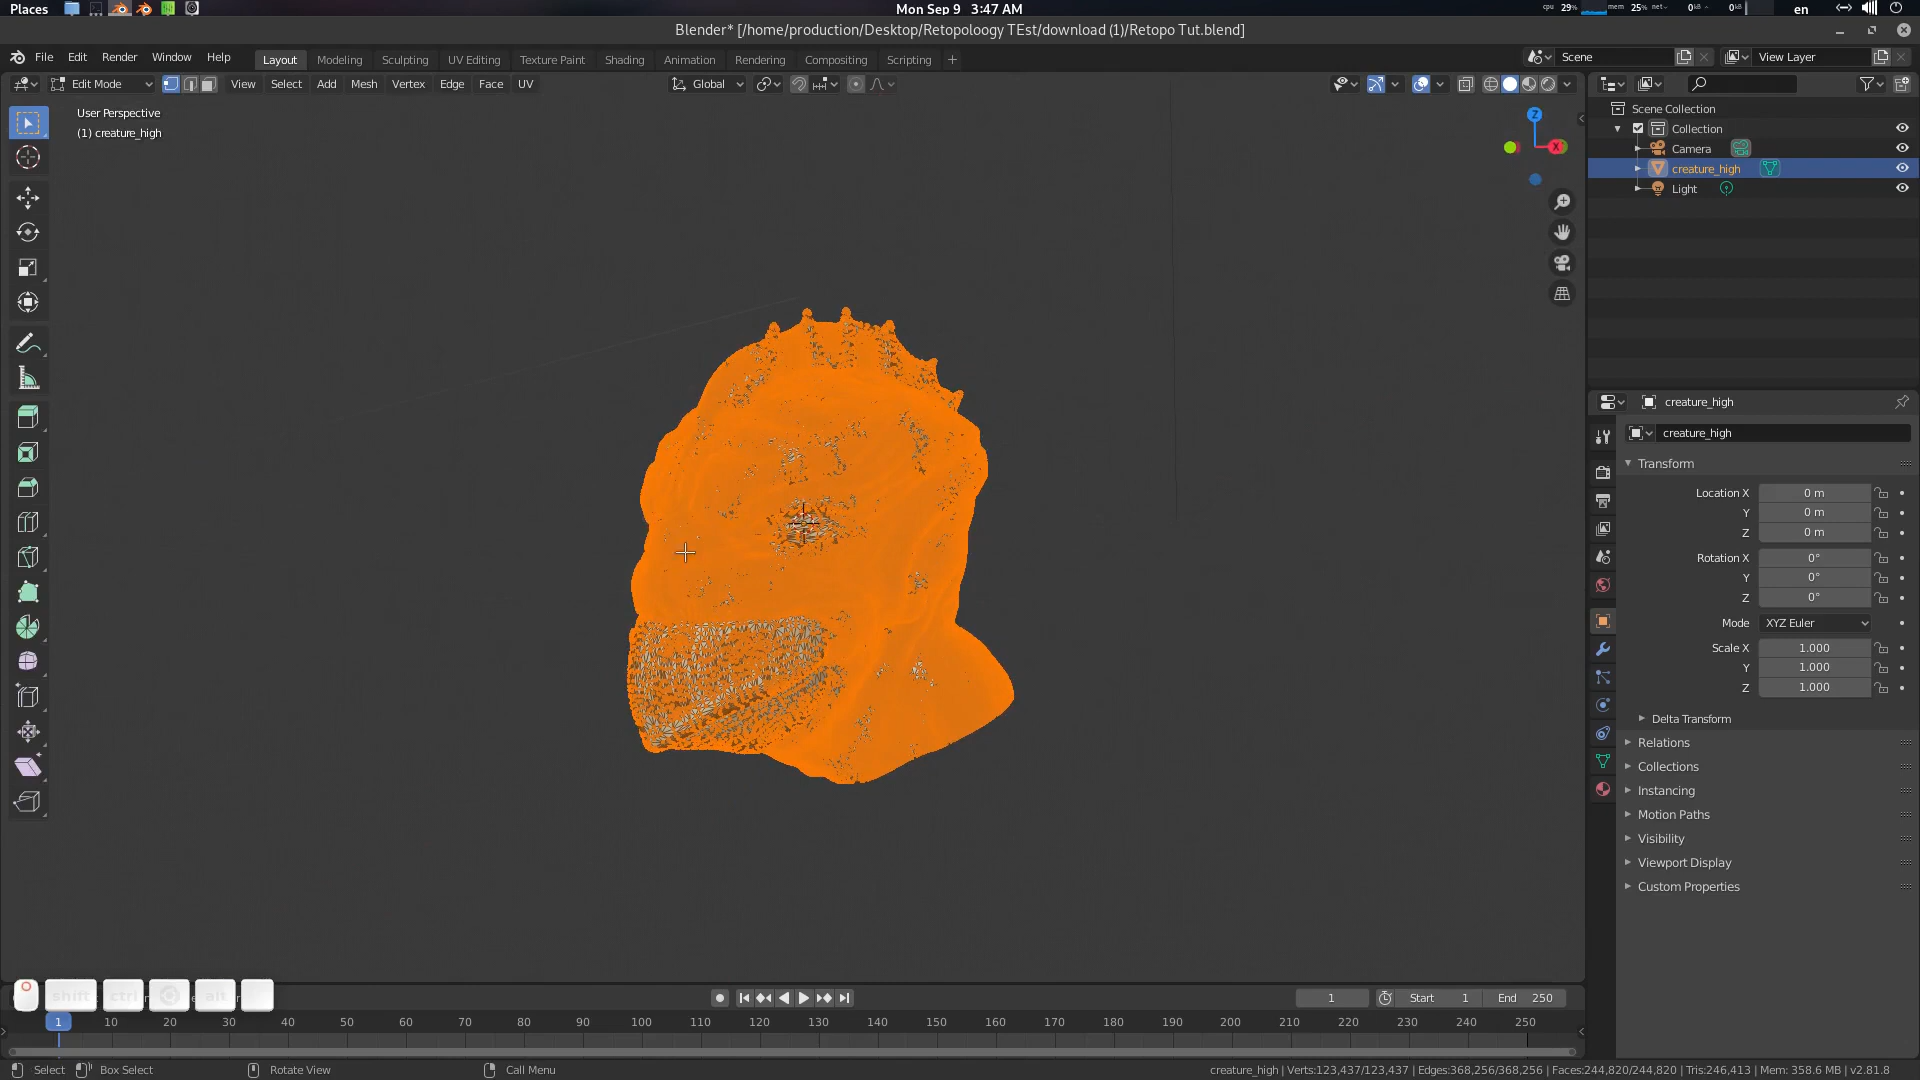 Places
Mon Sep 9 3:47 AM
cpu 29% mem 25% net 0kB 0kB en
Blender* [/home/production/Desktop/Retopoloogy TEst/download (1)/Retopo Tut.blend]
File Edit Render Window Help Layout Modeling Sculpting UV Editing Texture Paint Shading Animation Rendering Compositing Scripting +
Scene View Layer
Edit Mode View Select Add Mesh Vertex Edge Face UV Global
User Perspective
(1) creature_high
Z
X
Scene Collection
Collection
Camera
creature_high
Light
creature_high
creature_high
Transform
Location X 0 m
Y 0 m
Z 0 m
Rotation X 0°
Y 0°
Z 0°
Mode XYZ Euler
Scale X 1.000
Y 1.000
Z 1.000
Delta Transform
Relations
Collections
Instancing
Motion Paths
Visibility
Viewport Display
Custom Properties
shift ctrl alt
1 Start 1 End 250
1 10 20 30 40 50 60 70 80 90 100 110 120 130 140 150 160 170 180 190 200 210 220 230 240 250
Select Box Select Rotate View Call Menu
creature_high | Verts:123,437/123,437 | Edges:368,256/368,256 | Faces:244,820/244,820 | Tris:246,413 | Mem: 358.6 MB | v2.81.8